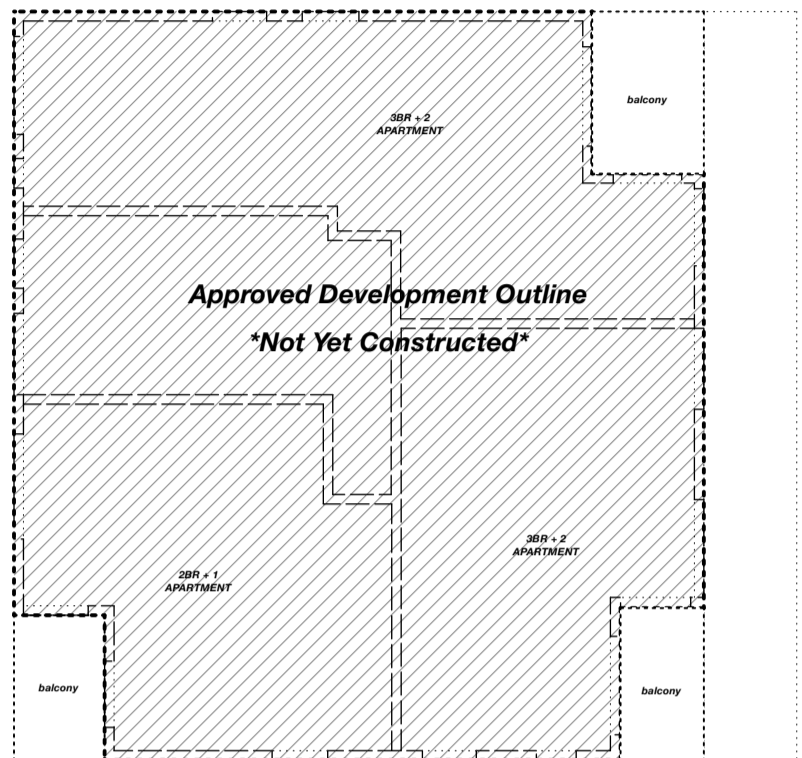 balcony
3BR + 2
APARTMENT
Approved Development Outline
*Not Yet Constructed*
3BR + 2
APARTMENT
2BR + 1
APARTMENT
balcony
balcony